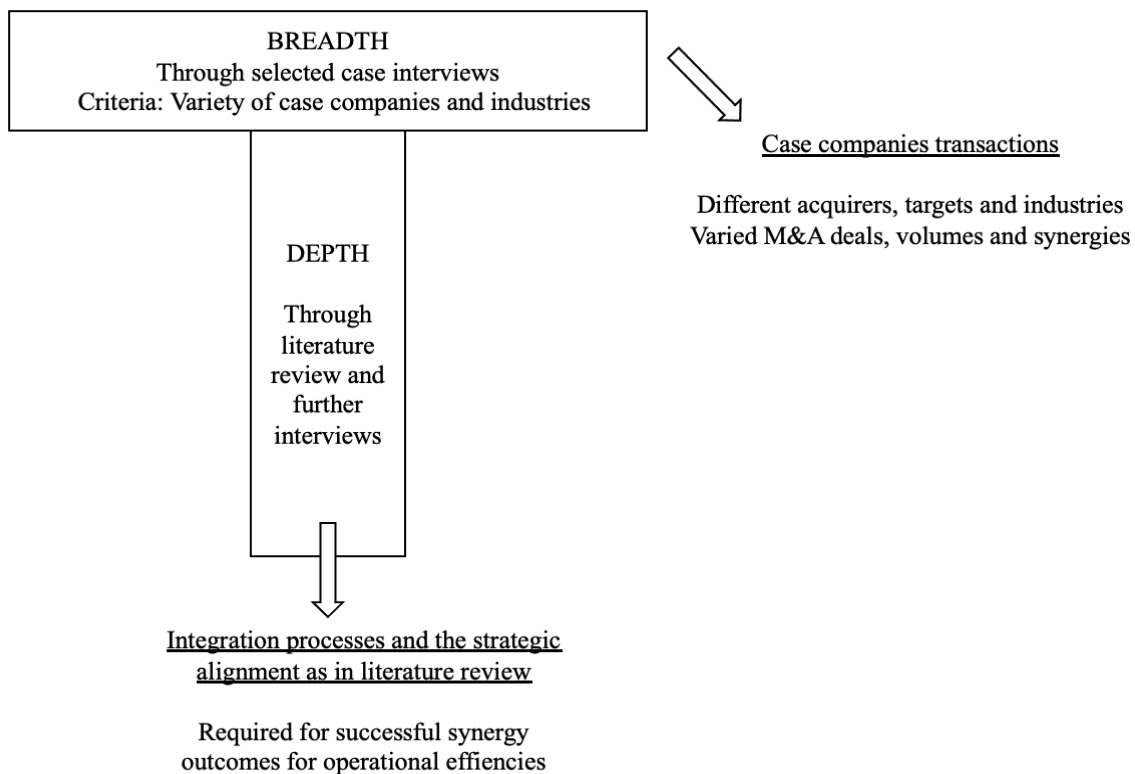 BREADTH
Through selected case interviews
Criteria: Variety of case companies and industries
Case companies transactions
Different acquirers, targets and industries
Varied M&A deals, volumes and synergies
DEPTH
Through
literature
review and
further
interviews
Integration processes and the strategic
alignment as in literature review
Required for successful synergy
outcomes for operational effiencies